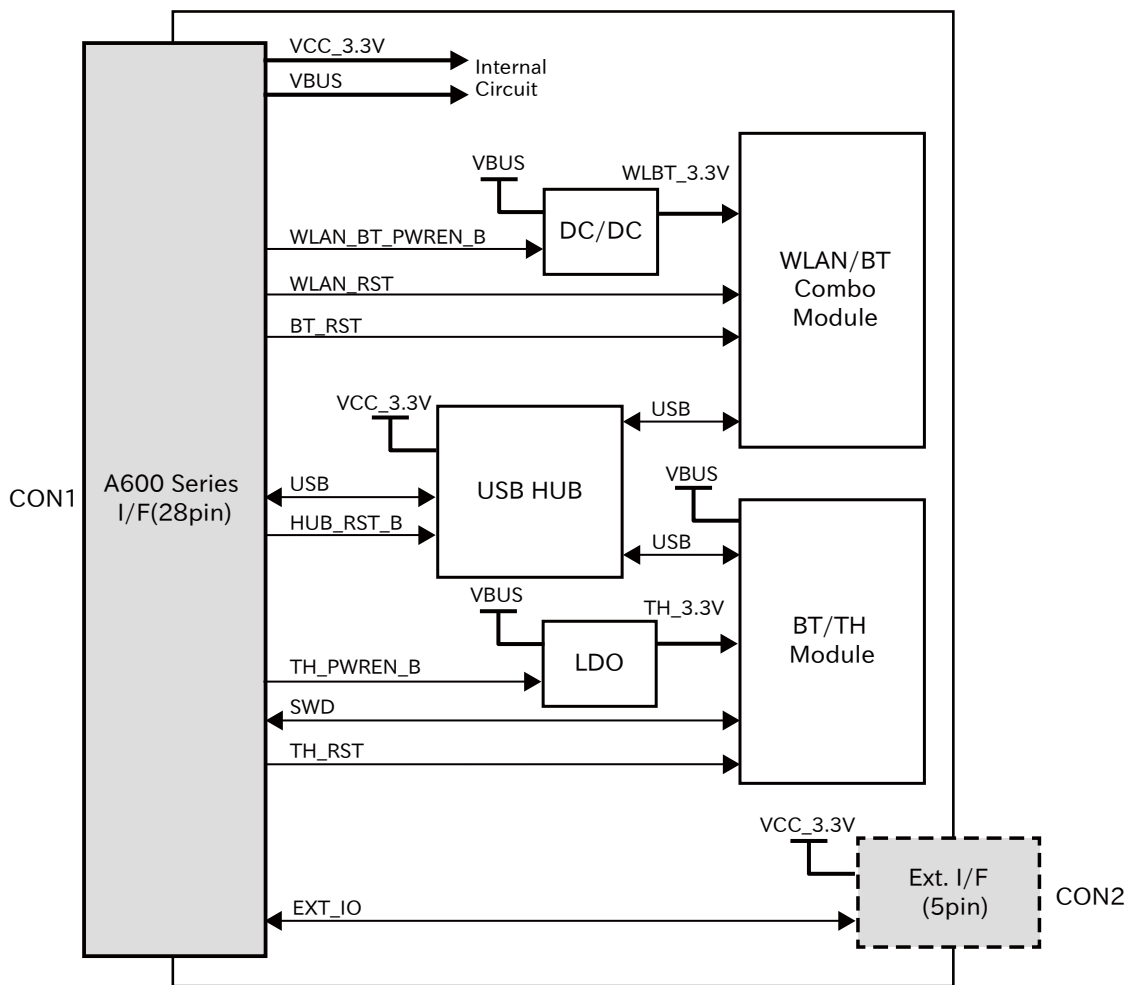 VCC_3.3V
VBUS
Internal
Circuit
VBUS
WLBT_3.3V
DC/DC
WLAN_BT_PWREN_B
WLAN_RST
BT_RST
WLAN/BT
Combo
Module
VCC_3.3V
USB
USB HUB
CON1
A600 Series
I/F(28pin)
USB
HUB_RST_B
VBUS
USB
VBUS
TH_3.3V
LDO
BT/TH
Module
TH_PWREN_B
SWD
TH_RST
VCC_3.3V
Ext. I/F
(5pin)
CON2
EXT_IO